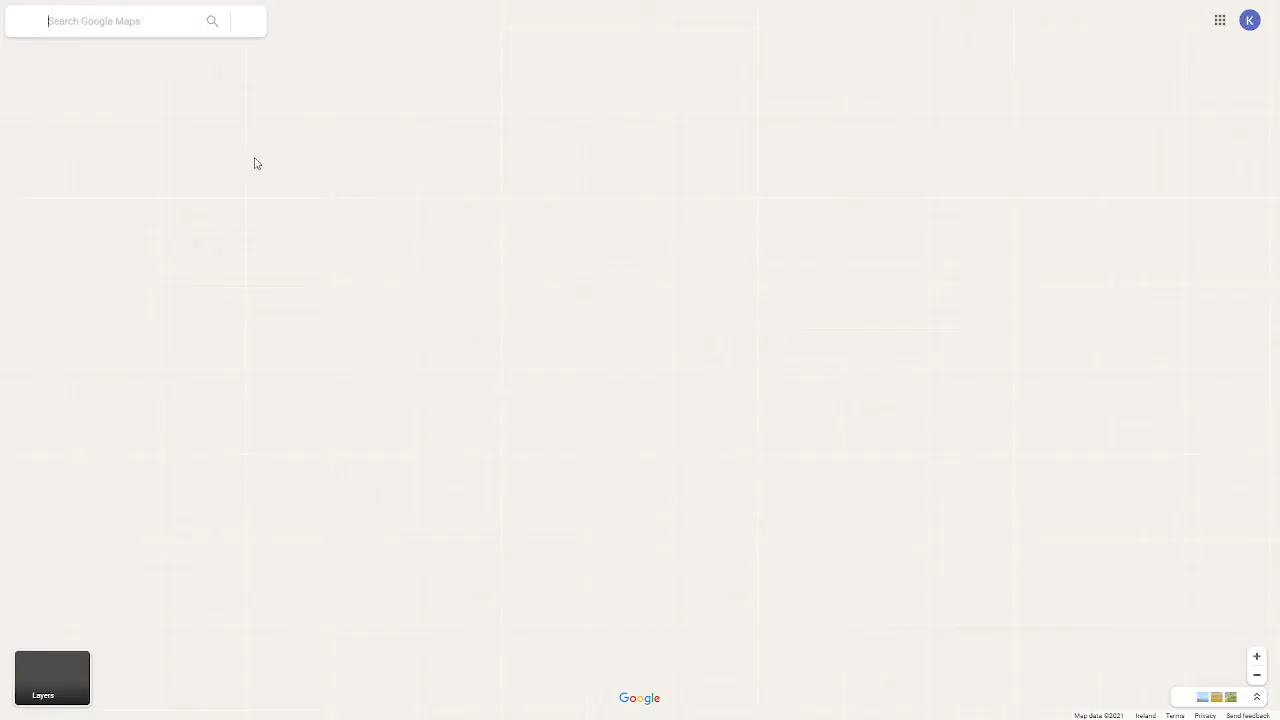 Search Google Maps
K
Layers
Google
Map data ©2021 Ireland Terms Privacy Send feedback